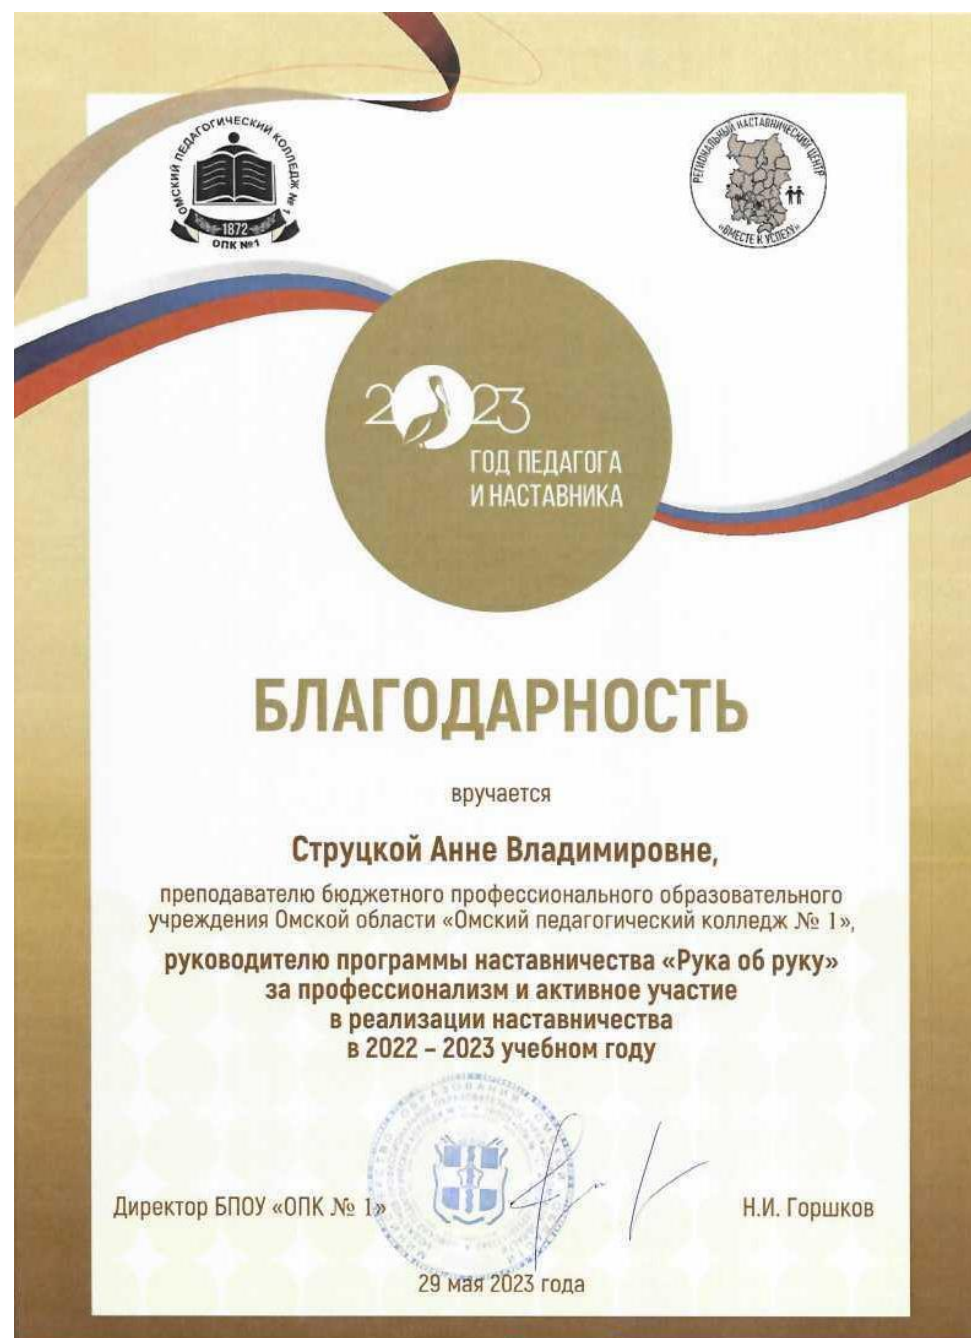 ОМСКИЙ ПЕДАГОГИЧЕСКИЙ КОЛЛЕДЖ № 1
1872
ОПК №1
РЕГИОНАЛЬНЫЙ НАСТАВНИЧЕСКИЙ ЦЕНТР
«ВМЕСТЕ К УСПЕХУ»
2023
ГОД ПЕДАГОГА
И НАСТАВНИКА
БЛАГОДАРНОСТЬ
вручается
Струцкой Анне Владимировне,
преподавателю бюджетного профессионального образовательного
учреждения Омской области «Омский педагогический колледж № 1»,
руководителю программы наставничества «Рука об руку»
за профессионализм и активное участие
в реализации наставничества
в 2022 – 2023 учебном году
Директор БПОУ «ОПК № 1»
Н.И. Горшков
29 мая 2023 года